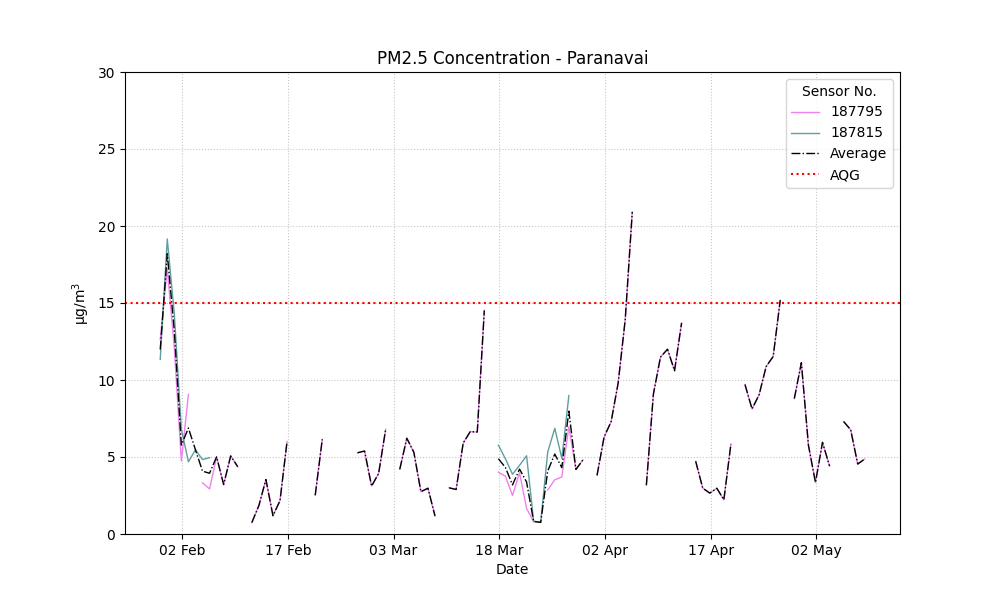 PM2.5 Concentration - Paranavai
Sensor No.
187795
187815
Average
AQG
30
25
20
15
10
5
0
µg/m³
02 Feb
17 Feb
03 Mar
18 Mar
02 Apr
17 Apr
02 May
Date